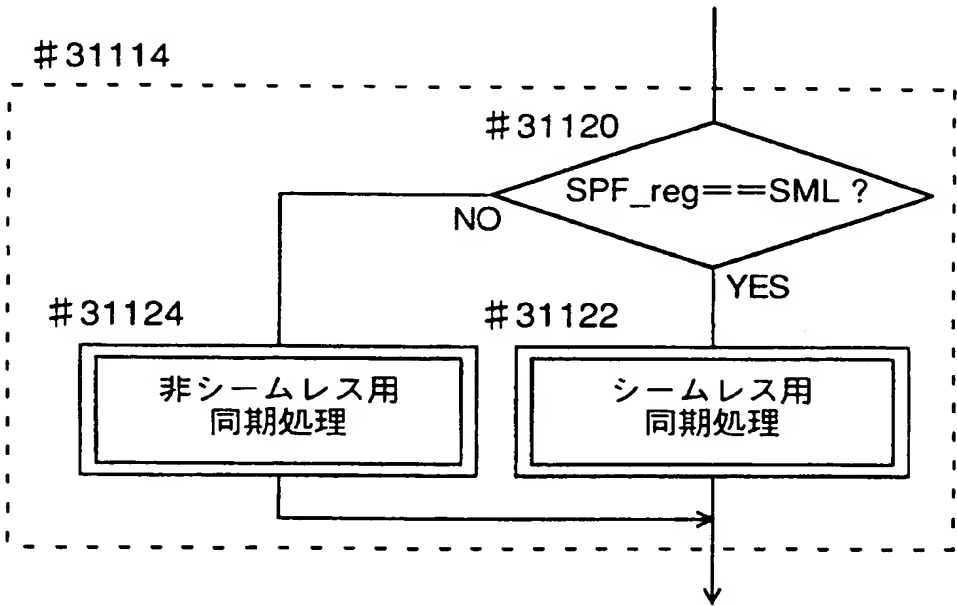 #31114
#31120
SPF_reg==SML ?
NO
YES
#31124
#31122
非シームレス用
同期処理
シームレス用
同期処理